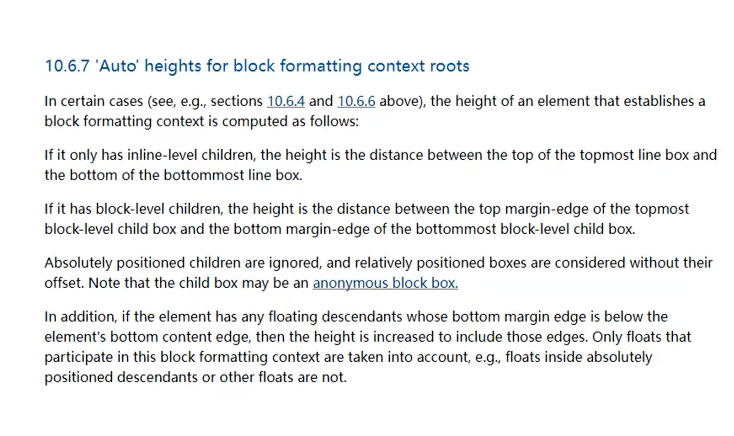 10.6.7 'Auto' heights for block formatting context roots
In certain cases (see, e.g., sections 10.6.4 and 10.6.6 above), the height of an element that establishes a
block formatting context is computed as follows:
If it only has inline-level children, the height is the distance between the top of the topmost line box and
the bottom of the bottommost line box.
If it has block-level children, the height is the distance between the top margin-edge of the topmost
block-level child box and the bottom margin-edge of the bottommost block-level child box.
Absolutely positioned children are ignored, and relatively positioned boxes are considered without their
offset. Note that the child box may be an anonymous block box.
In addition, if the element has any floating descendants whose bottom margin edge is below the
element's bottom content edge, then the height is increased to include those edges. Only floats that
participate in this block formatting context are taken into account, e.g., floats inside absolutely
positioned descendants or other floats are not.